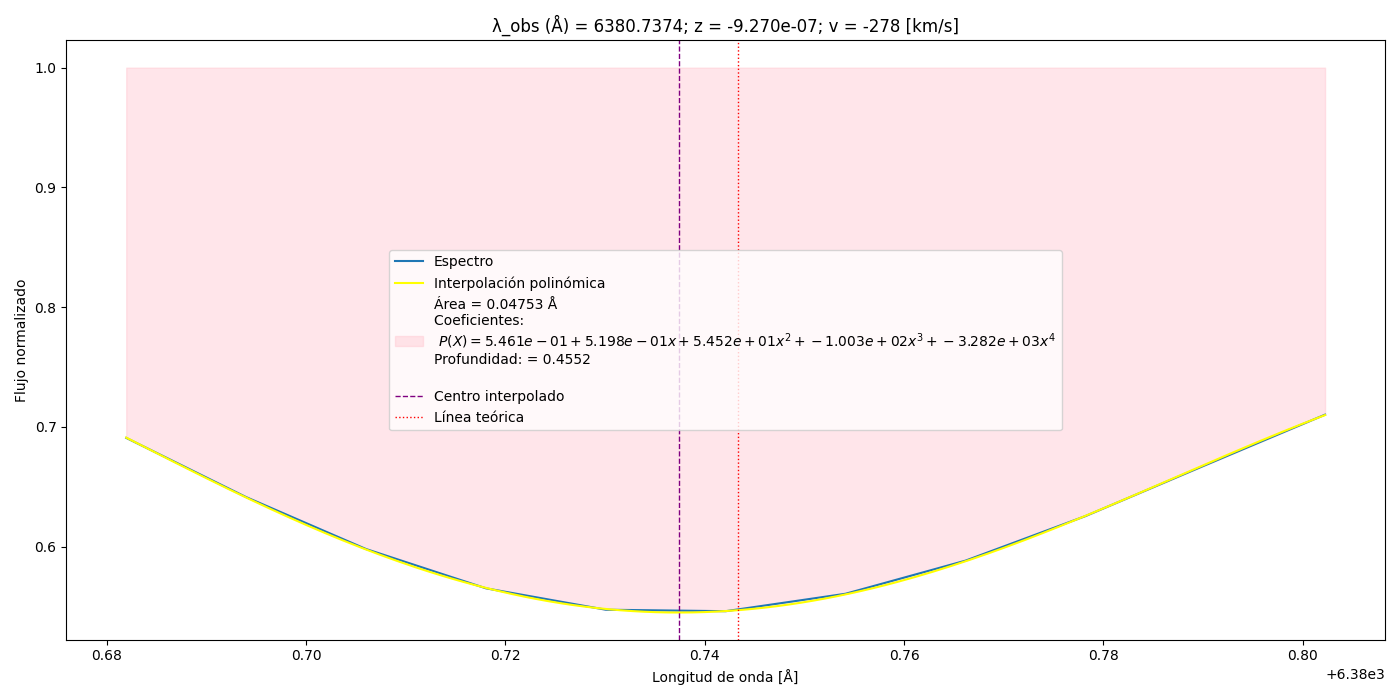 λ_obs (Å) = 6380.7374; z = -9.270e-07; v = -278 [km/s]
Flujo normalizado
1.0
0.9
0.8
0.7
0.6
Espectro
Interpolación polinómica
Área = 0.04753 Å
Coeficientes:
P(X) = 5.461e − 01 + 5.198e − 01x + 5.452e + 01x² + −1.003e + 02x³ + −3.282e + 03x⁴
Profundidad: = 0.4552
Centro interpolado
Línea teórica
0.68 0.70 0.72 0.74 0.76 0.78 0.80
Longitud de onda [Å]
+6.38e3